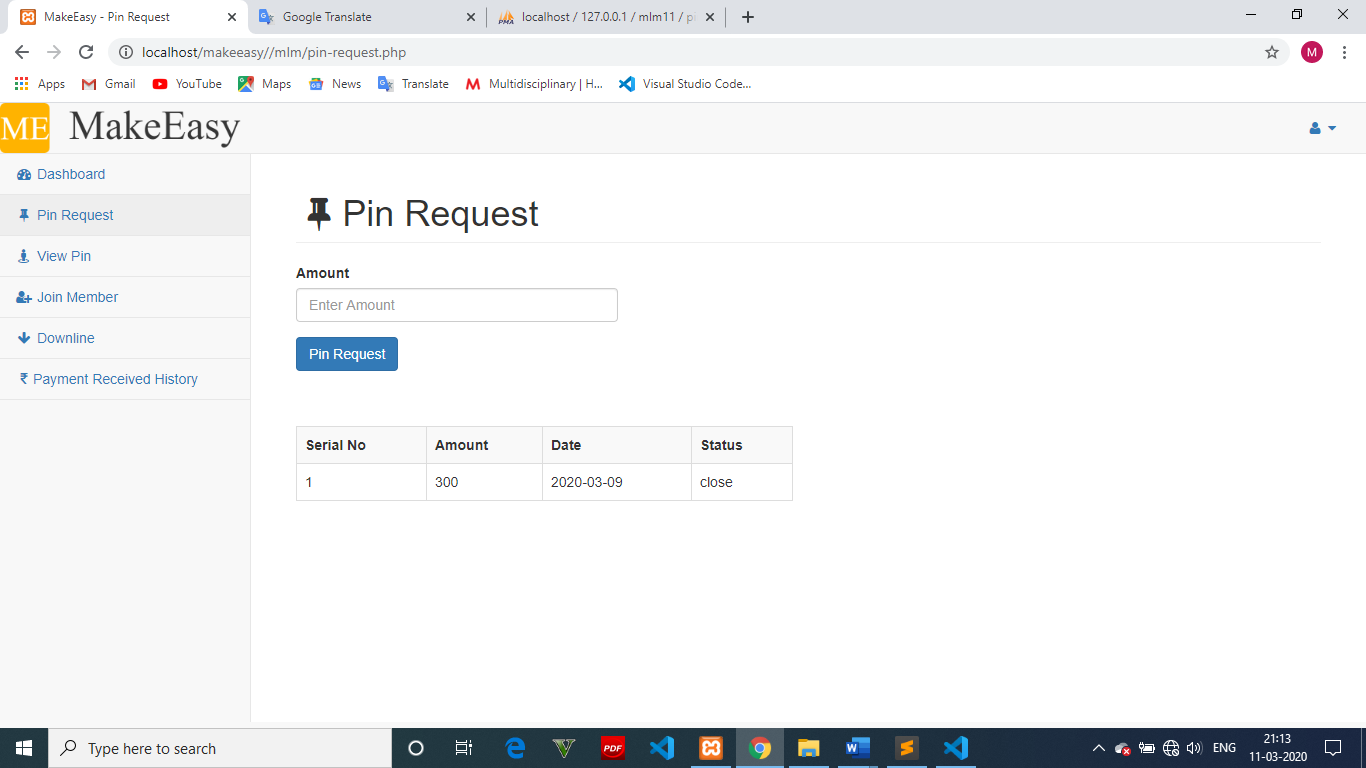 MakeEasy - Pin Request
Google Translate
localhost / 127.0.0.1 / mlm11 /
localhost/makeeasy//mlm/pin-request.php
M
Apps
Gmail
YouTube
Maps
News
Translate
Multidisciplinary | H...
Visual Studio Code...
ME MakeEasy
Dashboard
Pin Request
View Pin
Join Member
Downline
₹ Payment Received History
Pin Request
Amount
Enter Amount
Pin Request
Serial No Amount Date Status
1 300 2020-03-09 close
Type here to search
PDF
ENG
21:13
11-03-2020